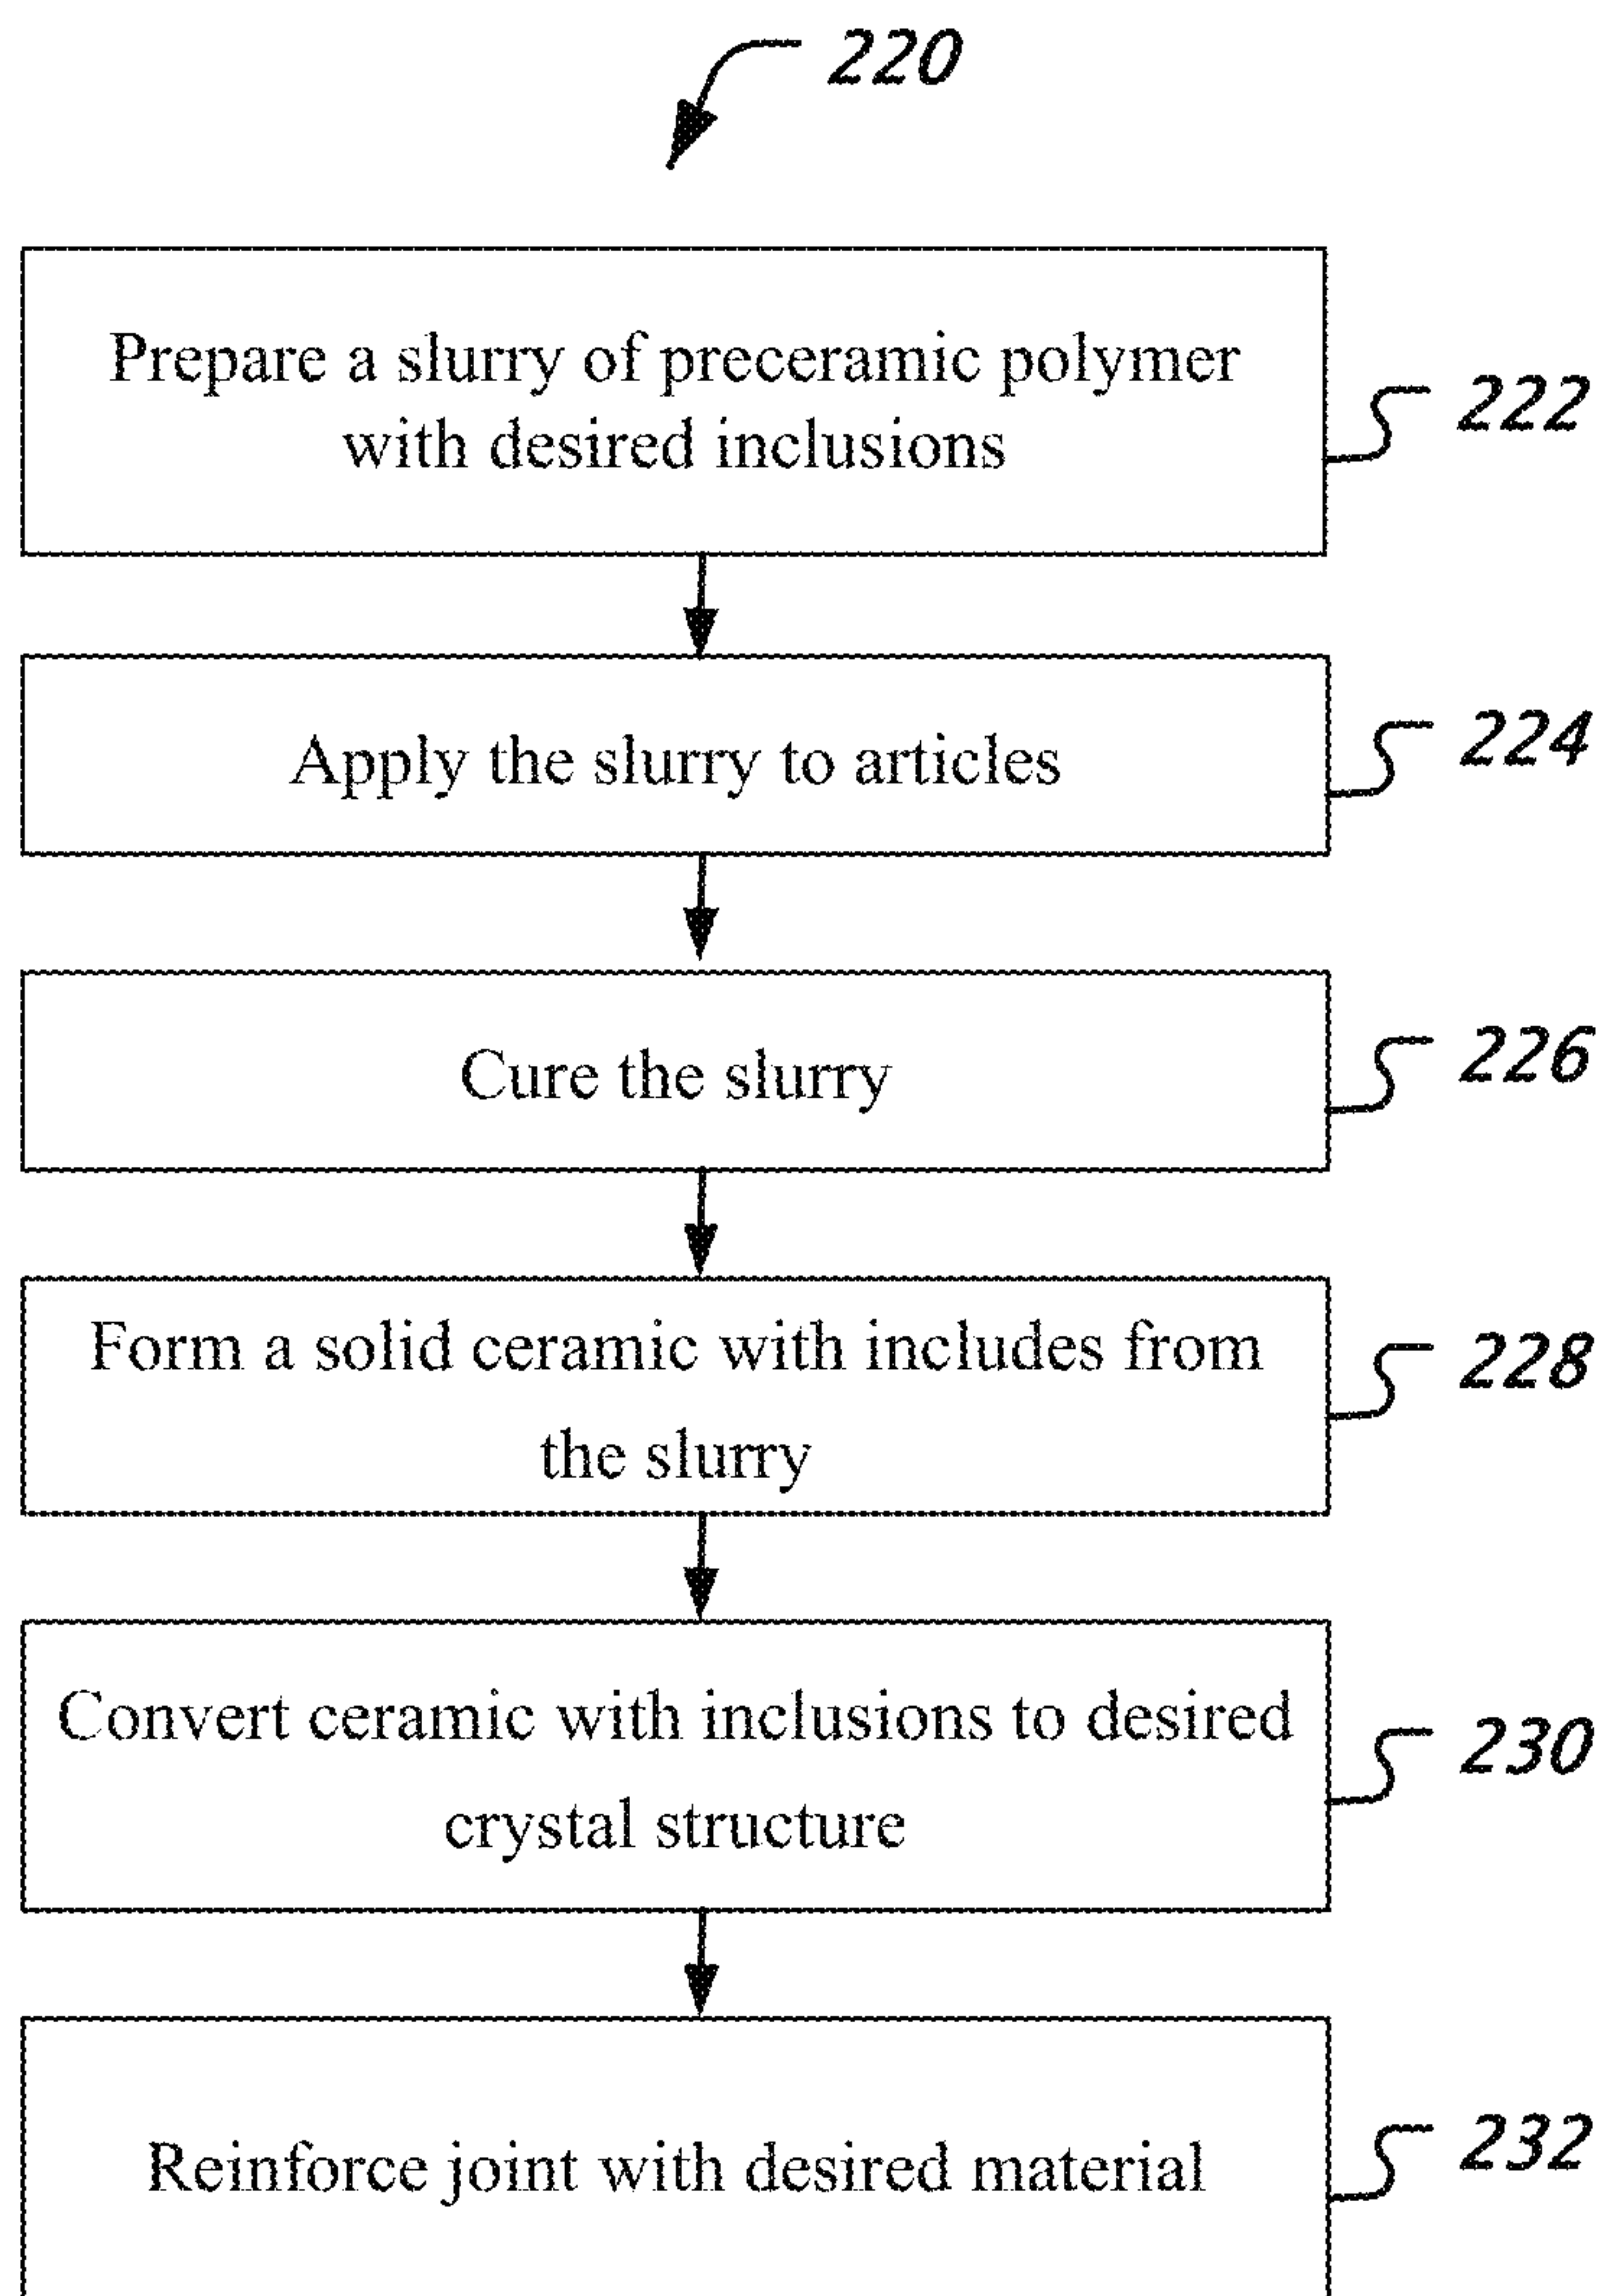 220
Prepare a slurry of preceramic polymer
with desired inclusions
222
Apply the slurry to articles
224
Cure the slurry
226
Form a solid ceramic with includes from
the slurry
228
Convert ceramic with inclusions to desired
crystal structure
230
Reinforce joint with desired material
232